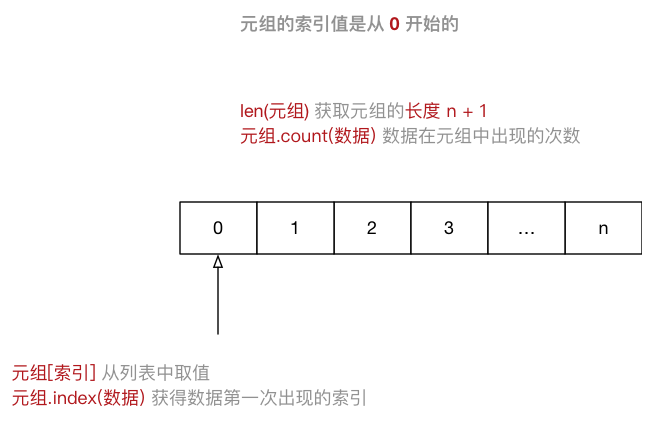 元组的索引值是从 0 开始的
len(元组) 获取元组的长度 n + 1
元组.count(数据) 数据在元组中出现的次数
0 1 2 3 ... n
元组[索引] 从列表中取值
元组.index(数据) 获得数据第一次出现的索引